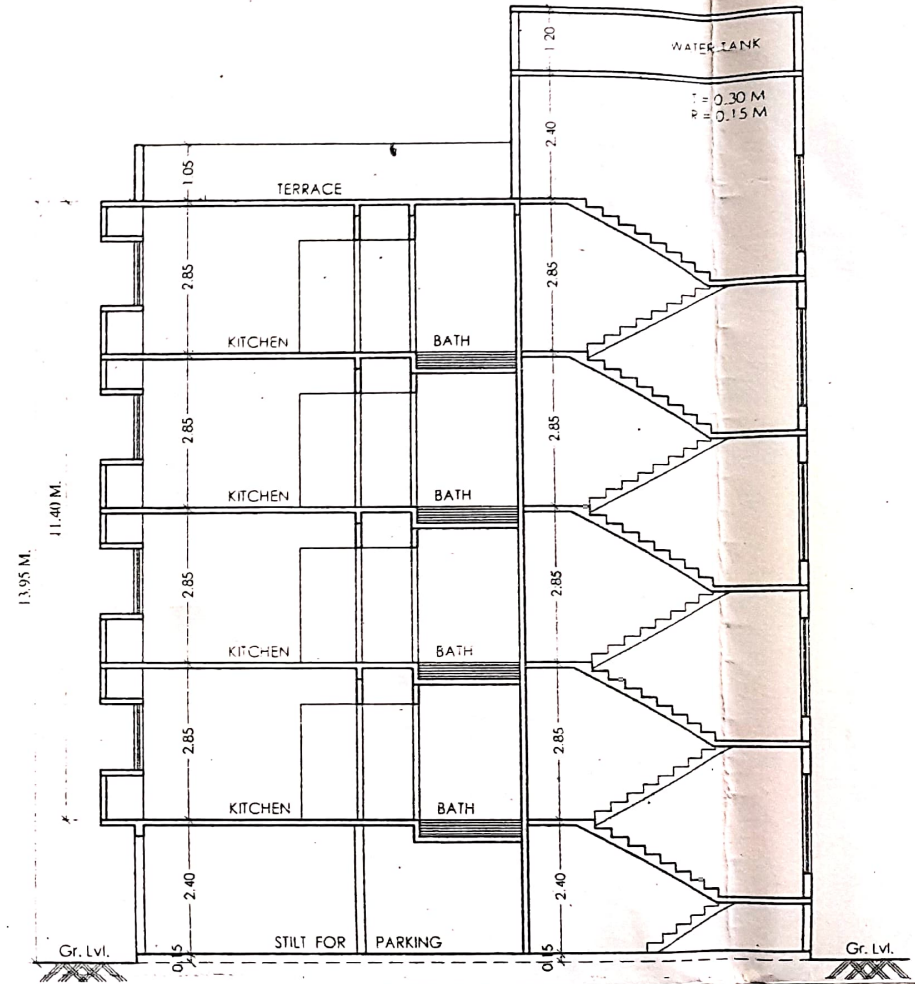 1.20
WATER TANK
T = 0.30 M
R = 0.15 M
2.40
1.05
TERRACE
2.85
2.85
KITCHEN
BATH
2.85
2.85
KITCHEN
BATH
11.40 M.
13.95 M.
2.85
2.85
KITCHEN
BATH
2.85
2.85
KITCHEN
BATH
2.40
2.40
STILT FOR PARKING
Gr. Lvl.
0.15
0.15
Gr. Lvl.